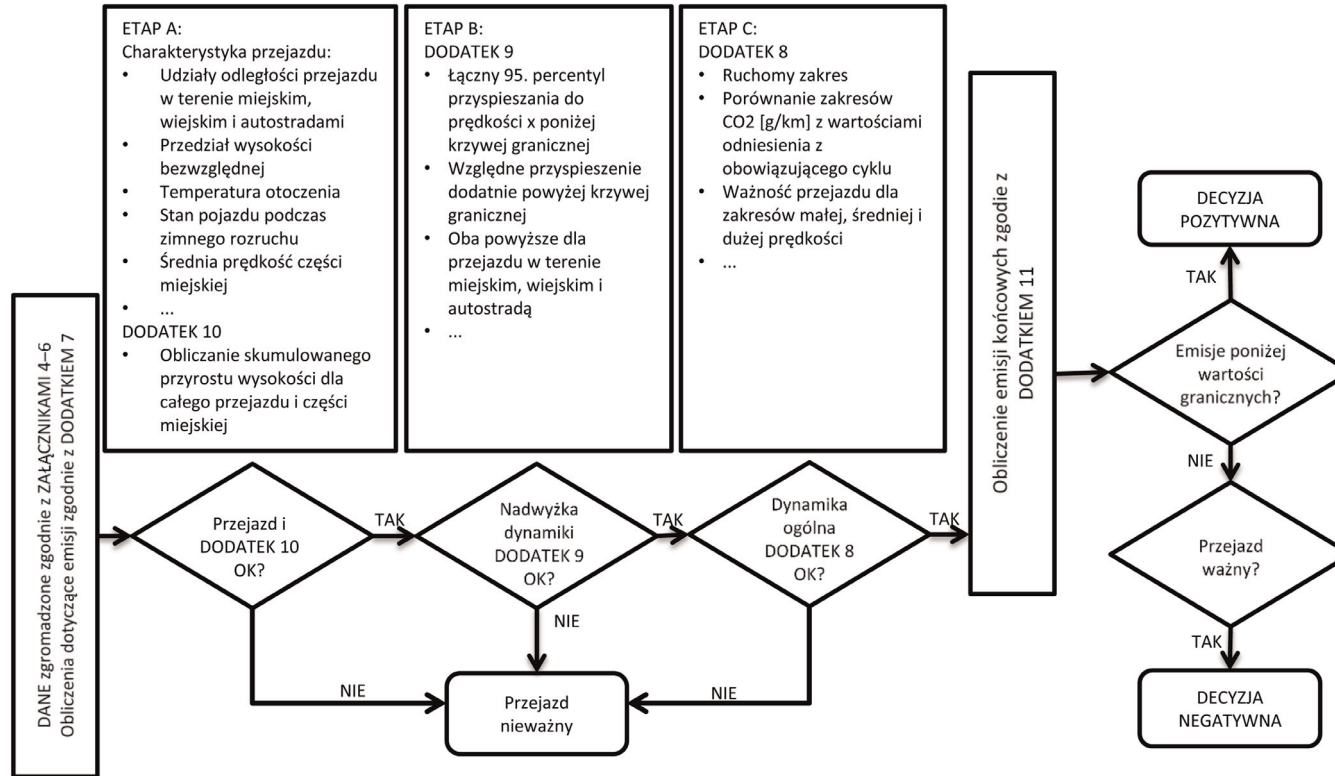 DANE zgromadzone zgodnie z ZAŁĄCZNIKAMI 4–6
Obliczenia dotyczące emisji zgodnie z DODATKIEM 7
ETAP A:
Charakterystyka przejazdu:
• Udziały odległości przejazdu
w terenie miejskim,
wiejskim i autostradami
• Przedział wysokości
bezwzględnej
• Temperatura otoczenia
• Stan pojazdu podczas
zimnego rozruchu
• Średnia prędkość części
miejskiej
• ...
DODATEK 10
• Obliczanie skumulowanego
przyrostu wysokości dla
całego przejazdu i części
miejskiej
ETAP B:
DODATEK 9
• Łączny 95. percentyl
przyspieszania do
prędkości x poniżej
krzywej granicznej
• Względne przyspieszenie
dodatnie powyżej krzywej
granicznej
• Oba powyższe dla
przejazdu w terenie
miejskim, wiejskim i
autostradą
• ...
ETAP C:
DODATEK 8
• Ruchomy zakres
• Porównanie zakresów
CO2 [g/km] z wartościami
odniesienia z
obowiązującego cyklu
• Ważność przejazdu dla
zakresów małej, średniej i
dużej prędkości
• ...
Przejazd i
DODATEK 10
OK?
TAK
NIE
Nadwyżka
dynamiki
DODATEK 9
OK?
TAK
NIE
Dynamika
ogólna
DODATEK 8
OK?
TAK
NIE
Przejazd
nieważny
Obliczenie emisji końcowych zgodie z
DODATKIEM 11
DECYZJA
POZYTYWNA
TAK
Emisje poniżej
wartości
granicznych?
NIE
Przejazd
ważny?
TAK
DECYZJA
NEGATYWNA